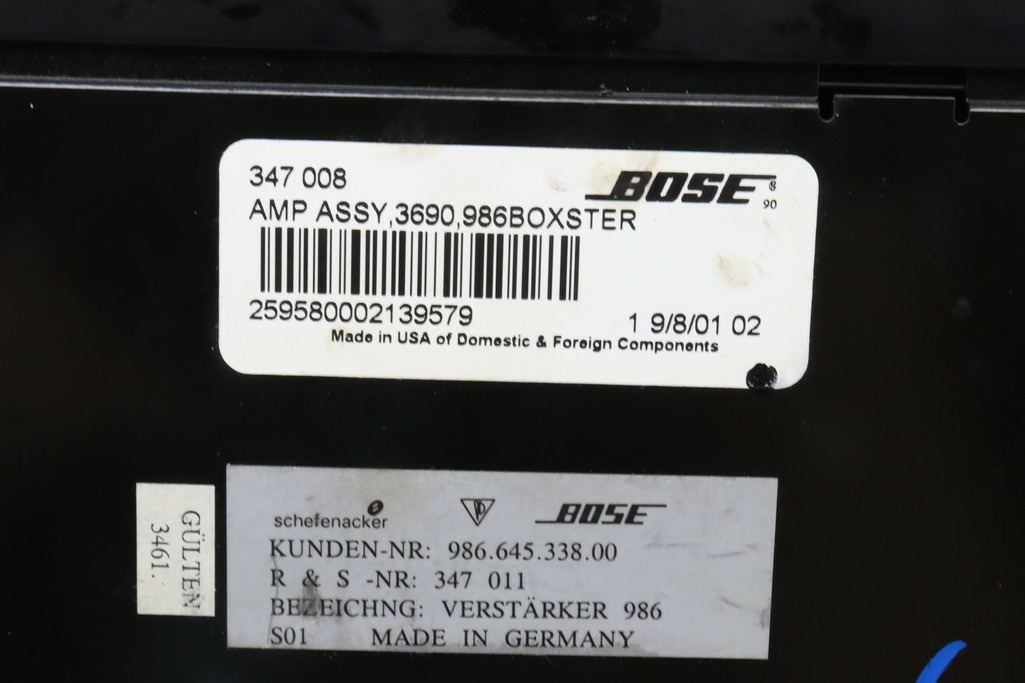 347 008
BOSE ®
90
AMP ASSY,3690,986BOXSTER
259580002139579
1 9/8/01 02
Made in USA of Domestic & Foreign Components
schefenacker BOSE
KUNDEN-NR: 986.645.338.00
R & S -NR: 347 011
BEZEICHNG: VERSTÄRKER 986
S01 MADE IN GERMANY
GÜLTEN
3461.